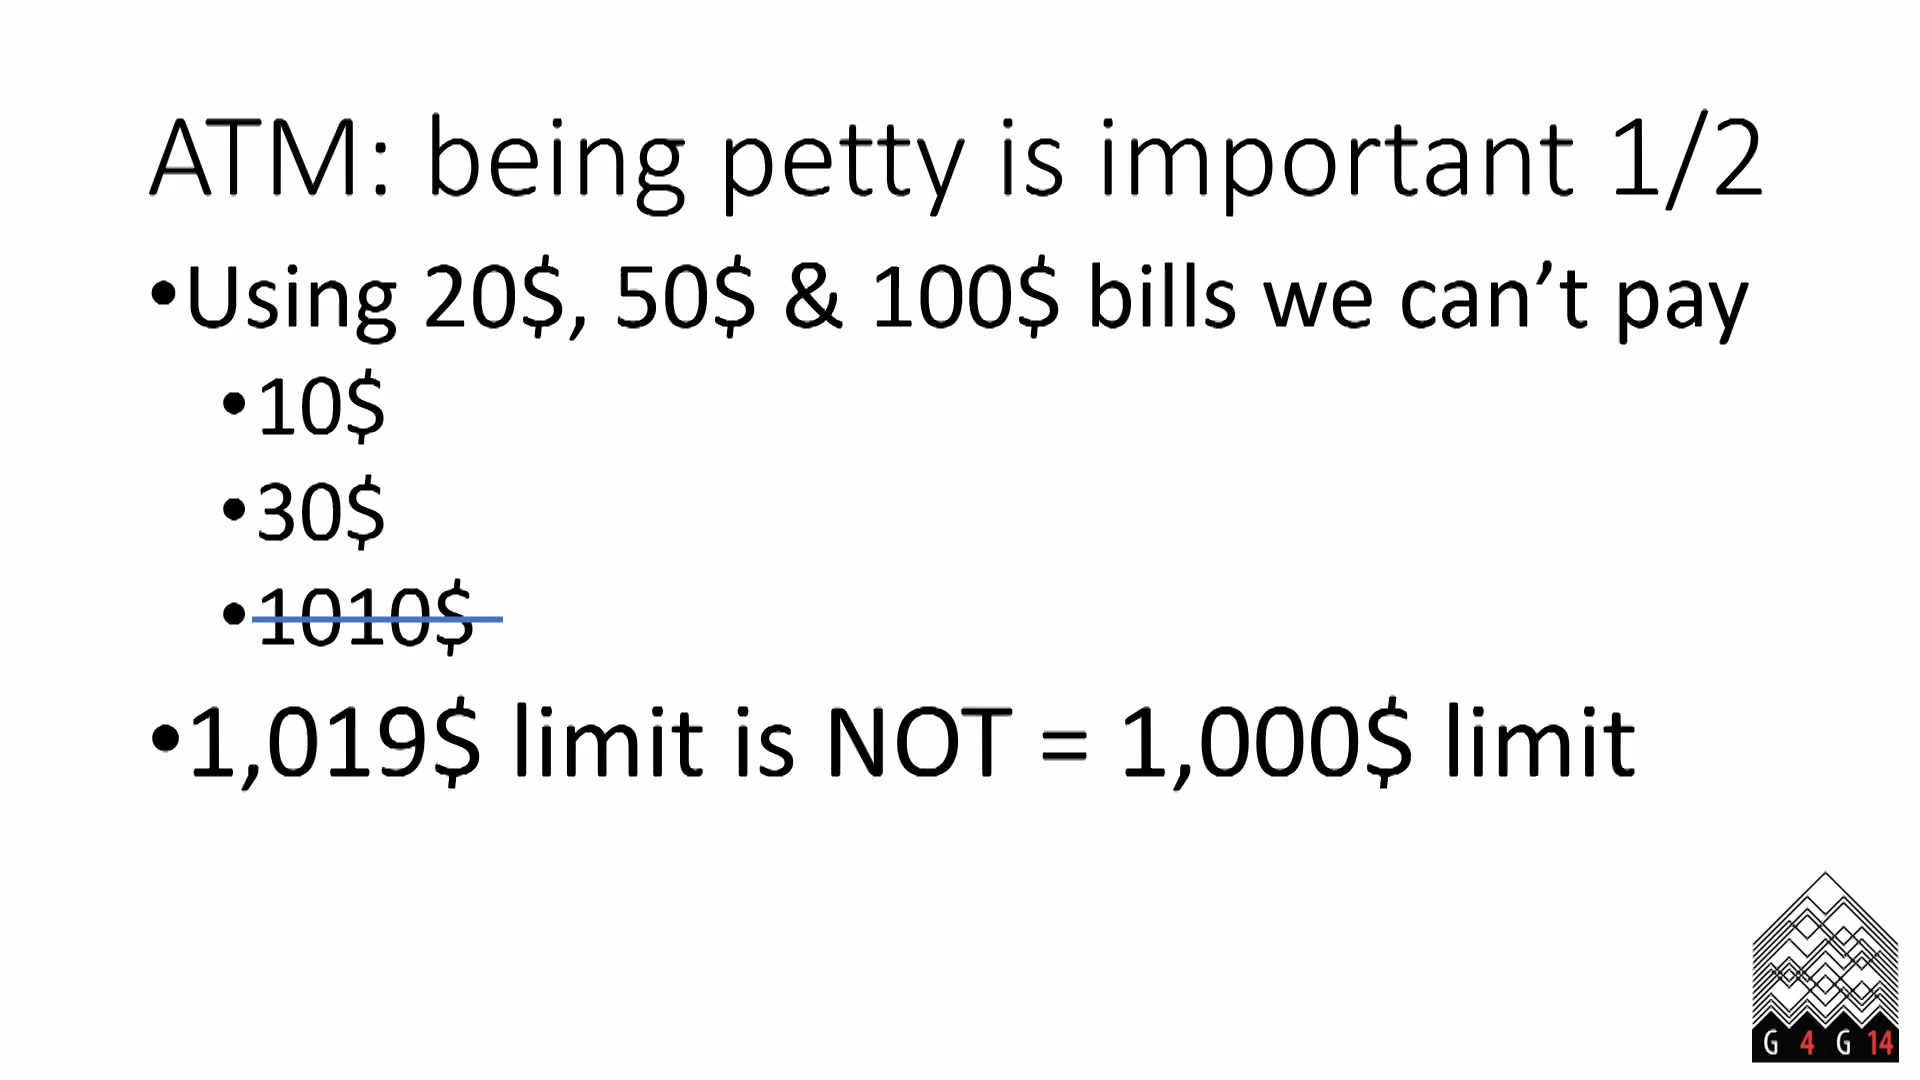 ATM: being petty is important 1/2
•Using 20$, 50$ & 100$ bills we can’t pay
•10$
•30$
•1010$
•1,019$ limit is NOT = 1,000$ limit
G 4 G 14